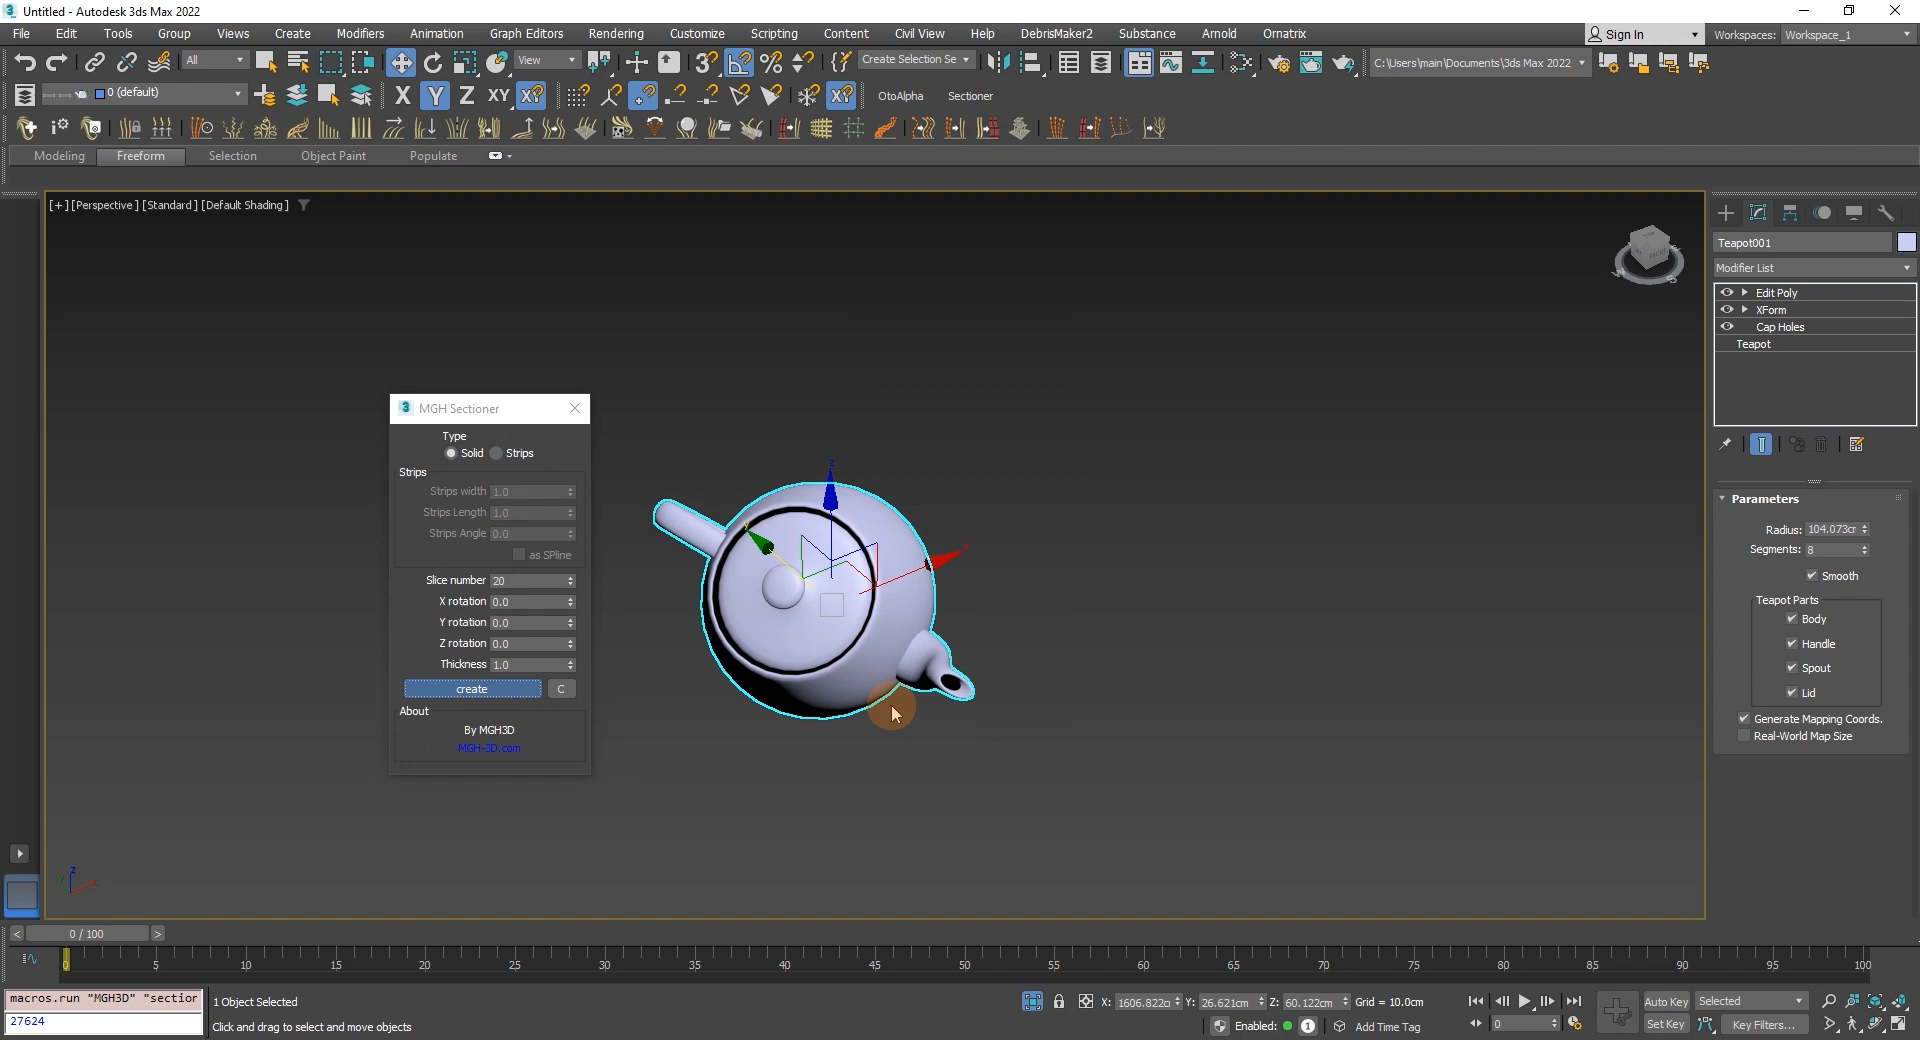 Untitled - Autodesk 3ds Max 2022
File Edit Tools Group Views Create Modifiers Animation Graph Editors Rendering Customize Scripting Content Civil View Help DebrisMaker2 Substance Arnold Ornatrix Sign In Workspaces: Workspace_1
All View Create Selection Se C:\Users\main\Documents\3ds Max 2022
0 (default) X Y Z XY XY OtoAlpha Sectioner
Modeling Freeform Selection Object Paint Populate
[+] [Perspective] [Standard] [Default Shading]
Teapot001
Modifier List
Edit Poly
XForm
Cap Holes
Teapot
MGH Sectioner
Type
Solid Strips
Strips
Strips width 1.0
Strips Length 1.0
Strips Angle 0.0
as SPline
Slice number 20
X rotation 0.0
Y rotation 0.0
Z rotation 0.0
Thickness 1.0
create C
About
By MGH3D
MGH-3D.com
Parameters
Radius: 104.073cr
Segments: 8
Smooth
Teapot Parts
Body
Handle
Spout
Lid
Generate Mapping Coords.
Real-World Map Size
z
y
x
< 0 / 100 >
0 5 10 15 20 25 30 35 40 45 50 55 60 65 70 75 80 85 90 95 100
macros.run "MGH3D" "section
27624
1 Object Selected
Click and drag to select and move objects
X: 1606.822cr Y: 26.621cm Z: 60.122cm Grid = 10.0cm
Enabled: 1 Add Time Tag
0
Auto Key Selected
Set Key Key Filters...